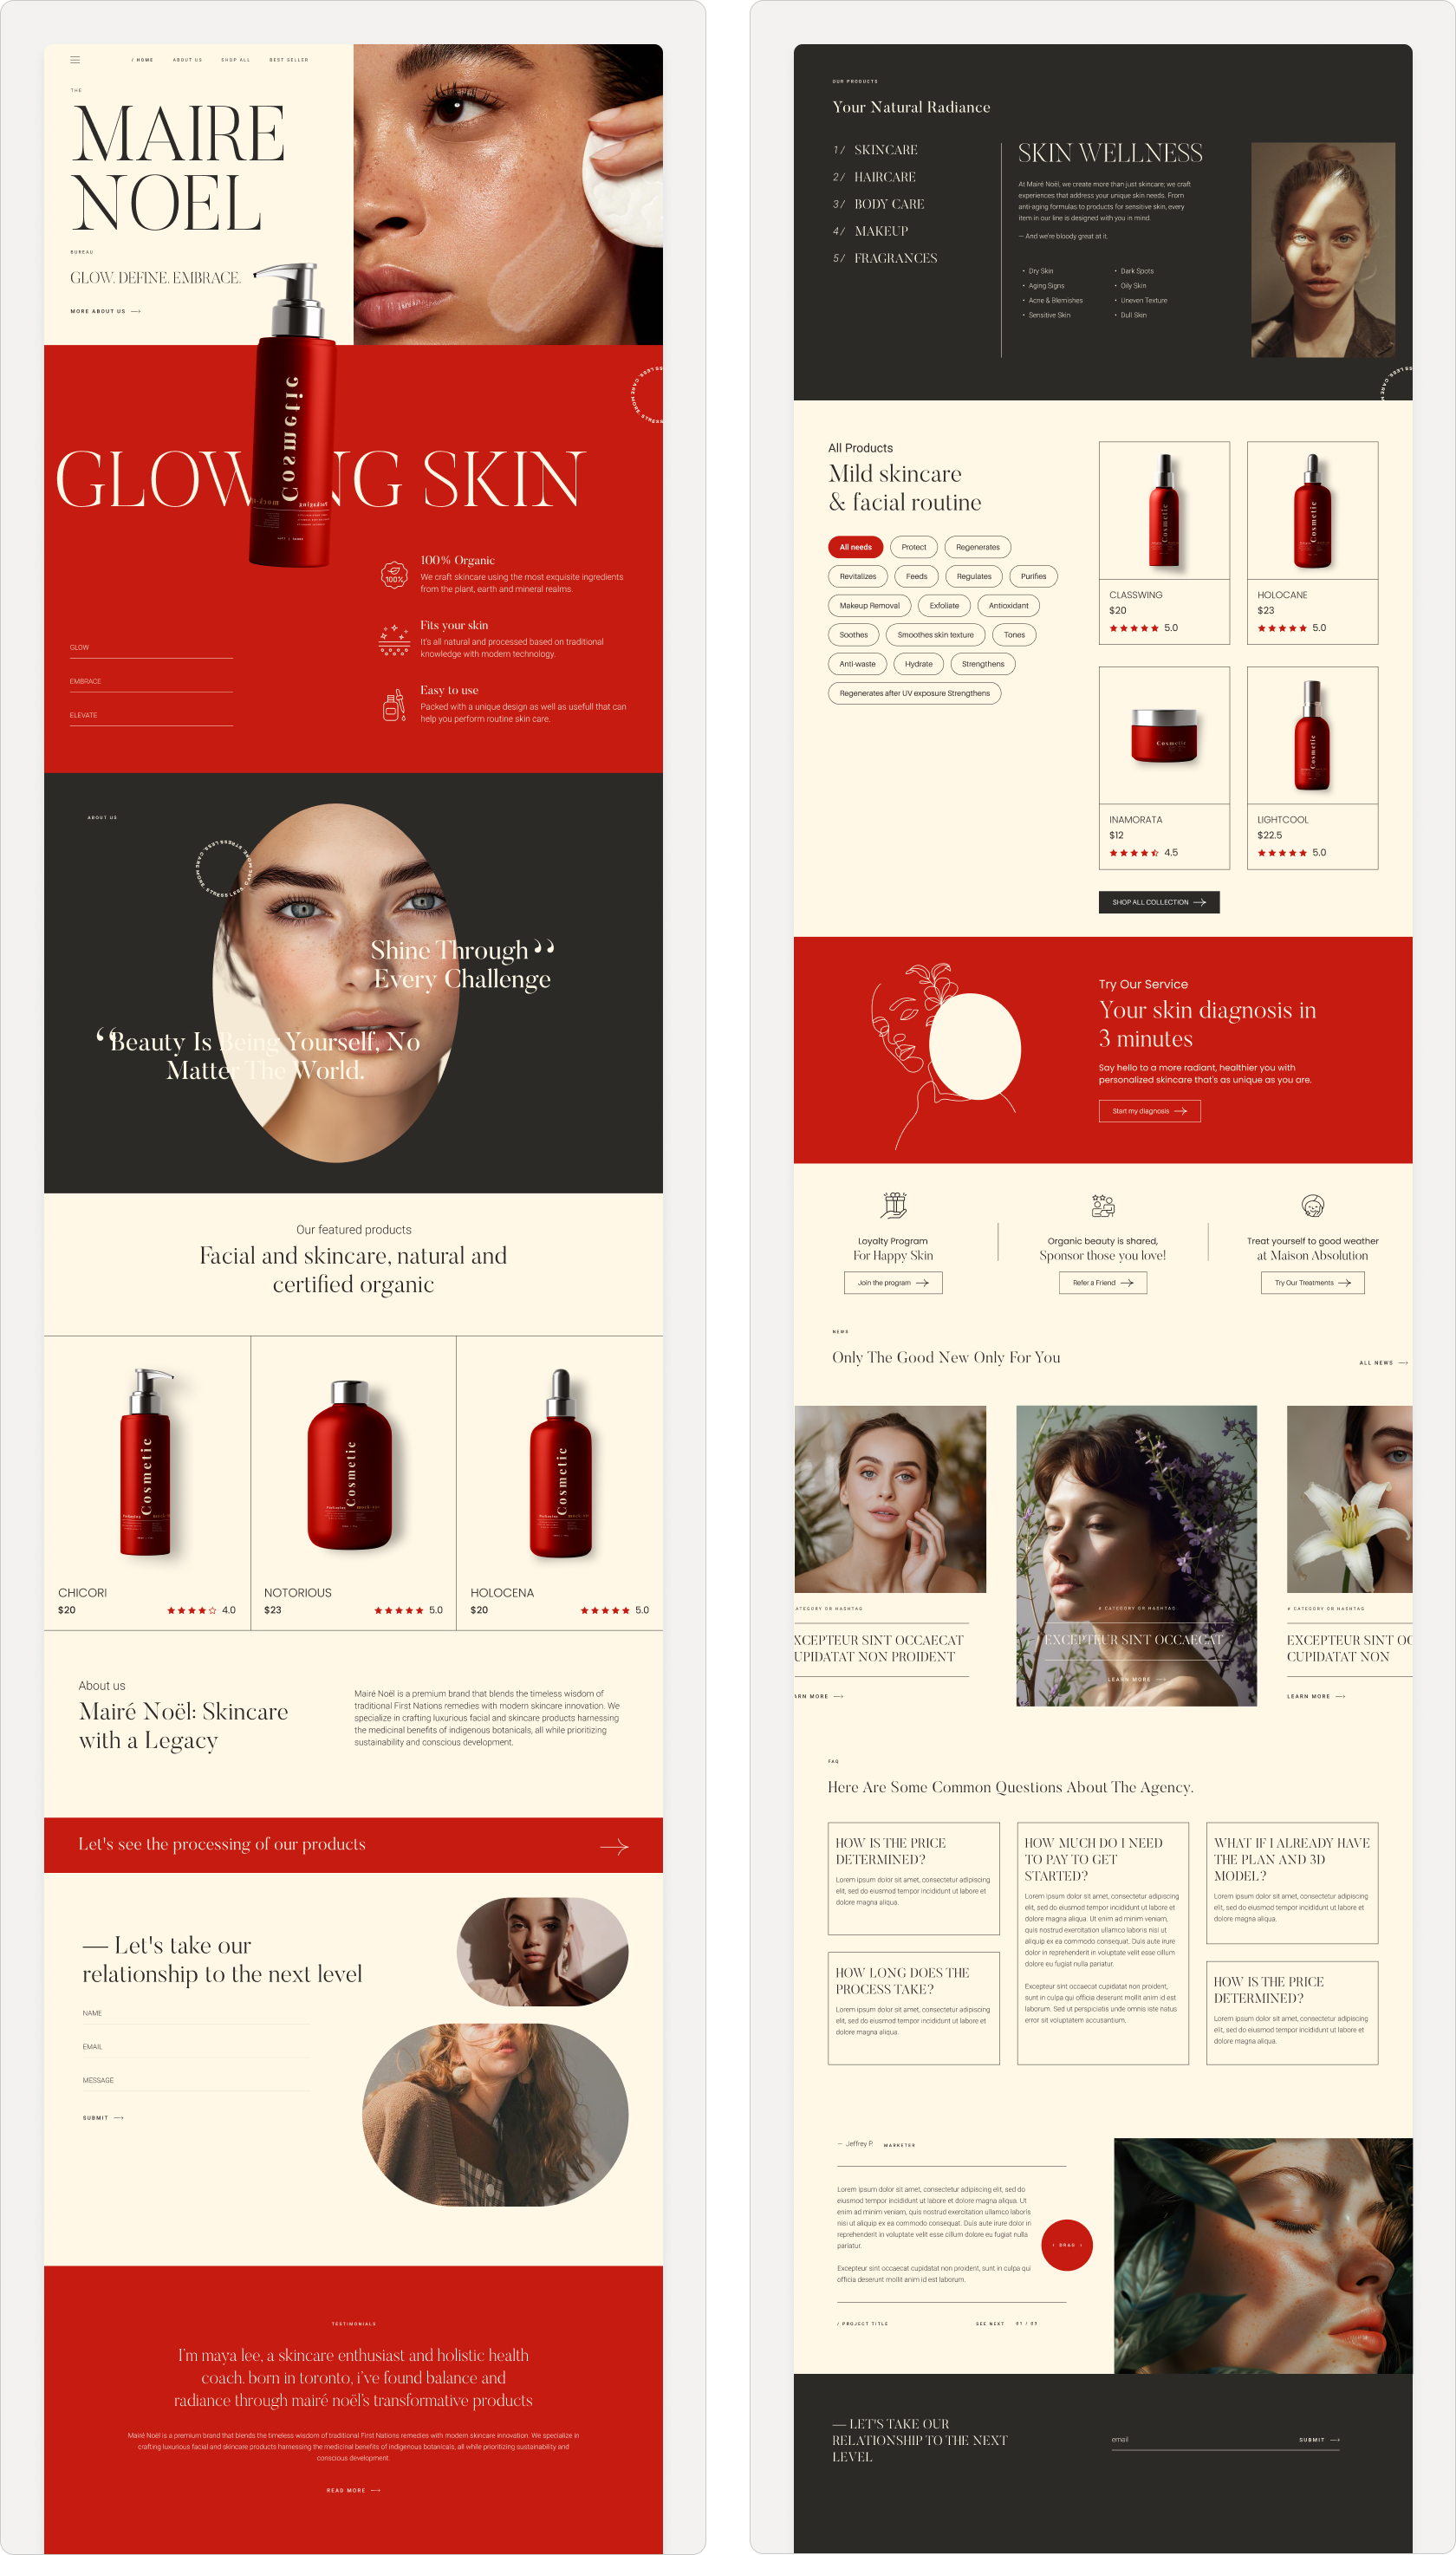 / HOME ABOUT US SHOP ALL BEST SELLER
THE
MAIRE
NOEL
BUREAU
GLOW. DEFINE. EMBRACE.
MORE ABOUT US
CARE MORE. STRESS LESS.
GLOW NG SKIN
Cosmetic
100%
100% Organic
We craft skincare using the most exquisite ingredients
from the plant, earth and mineral realms.
Fits your skin
It's all natural and processed based on traditional
knowledge with modern technology.
Easy to use
Packed with a unique design as well as usefull that can
help you perform routine skin care.
GLOW
EMBRACE
ELEVATE
ABOUT US
CARE MORE. STRESS LESS. CARE MORE. STRESS LESS.
Shine Through ”
Every Challenge
“Beauty Is Being Yourself, No
Matter The World.
Our featured products
Facial and skincare, natural and
certified organic
Cosmetic
Cosmetic
Cosmetic
CHICORI
$20 4.0
NOTORIOUS
$23 5.0
HOLOCENA
$20 5.0
About us
Mairé Noël: Skincare
with a Legacy
Mairé Noël is a premium brand that blends the timeless wisdom of
traditional First Nations remedies with modern skincare innovation. We
specialize in crafting luxurious facial and skincare products harnessing
the medicinal benefits of indigenous botanicals, all while prioritizing
sustainability and conscious development.
Let's see the processing of our products
— Let's take our
relationship to the next level
NAME
EMAIL
MESSAGE
SUBMIT
TESTIMONIALS
I'm maya lee, a skincare enthusiast and holistic health
coach. born in toronto, i've found balance and
radiance through mairé noël's transformative products
Mairé Noël is a premium brand that blends the timeless wisdom of traditional First Nations remedies with modern skincare innovation. We specialize in
crafting luxurious facial and skincare products harnessing the medicinal benefits of indigenous botanicals, all while prioritizing sustainability and
conscious development.
READ MORE
OUR PRODUCTS
Your Natural Radiance
1/ SKINCARE
2/ HAIRCARE
3/ BODY CARE
4/ MAKEUP
5/ FRAGRANCES
SKIN WELLNESS
At Mairé Noël, we create more than just skincare; we craft
experiences that address your unique skin needs. From
anti-aging formulas to products for sensitive skin, every
item in our line is designed with you in mind.
— And we're bloody great at it.
• Dry Skin
• Aging Signs
• Acne & Blemishes
• Sensitive Skin
• Dark Spots
• Oily Skin
• Uneven Texture
• Dull Skin
All Products
Mild skincare
& facial routine
All needs Protect Regenerates
Revitalizes Feeds Regulates Purifies
Makeup Removal Exfoliate Antioxidant
Soothes Smoothes skin texture Tones
Anti-waste Hydrate Strengthens
Regenerates after UV exposure Strengthens
Cosmetic
CLASSWING
$20
5.0
Cosmetic
HOLOCANE
$23
5.0
Cosmetic
INAMORATA
$12
4.5
Cosmetic
LIGHTCOOL
$22.5
5.0
SHOP ALL COLLECTION
Try Our Service
Your skin diagnosis in
3 minutes
Say hello to a more radiant, healthier you with
personalized skincare that's as unique as you are.
Start my diagnosis
Loyalty Program
For Happy Skin
Join the program
Organic beauty is shared,
Sponsor those you love!
Refer a Friend
Treat yourself to good weather
at Maison Absolution
Try Our Treatments
NEWS
Only The Good New Only For You
ALL NEWS
ATEGORY OR HASHTAG
XCEPTEUR SINT OCCAECAT
UPIDATAT NON PROIDENT
ARN MORE
# CATEGORY OR HASHTAG
EXCEPTEUR SINT OCCAECAT
LEARN MORE
# CATEGORY OR HASHTAG
EXCEPTEUR SINT OC
CUPIDATAT NON
LEARN MORE
FAQ
Here Are Some Common Questions About The Agency.
HOW IS THE PRICE
DETERMINED?
Lorem ipsum dolor sit amet, consectetur adipiscing
elit, sed do eiusmod tempor incididunt ut labore et
dolore magna aliqua.
HOW LONG DOES THE
PROCESS TAKE?
Lorem ipsum dolor sit amet, consectetur adipiscing
elit, sed do eiusmod tempor incididunt ut labore et
dolore magna aliqua.
HOW MUCH DO I NEED
TO PAY TO GET
STARTED?
Lorem ipsum dolor sit amet, consectetur adipiscing
elit, sed do eiusmod tempor incididunt ut labore et
dolore magna aliqua. Ut enim ad minim veniam,
quis nostrud exercitation ullamco laboris nisi ut
aliquip ex ea commodo consequat. Duis aute irure
dolor in reprehenderit in voluptate velit esse cillum
dolore eu fugiat nulla pariatur.
Excepteur sint occaecat cupidatat non proident,
sunt in culpa qui officia deserunt mollit anim id est
laborum. Sed ut perspiciatis unde omnis iste natus
error sit voluptatem accusantium.
WHAT IF I ALREADY HAVE
THE PLAN AND 3D
MODEL?
Lorem ipsum dolor sit amet, consectetur adipiscing
elit, sed do eiusmod tempor incididunt ut labore et
dolore magna aliqua.
HOW IS THE PRICE
DETERMINED?
Lorem ipsum dolor sit amet, consectetur adipiscing
elit, sed do eiusmod tempor incididunt ut labore et
dolore magna aliqua.
— Jeffrey P. MARKETER
Lorem ipsum dolor sit amet, consectetur adipiscing elit, sed do
eiusmod tempor incididunt ut labore et dolore magna aliqua. Ut
enim ad minim veniam, quis nostrud exercitation ullamco laboris
nisi ut aliquip ex ea commodo consequat. Duis aute irure dolor in
reprehenderit in voluptate velit esse cillum dolore eu fugiat nulla
pariatur.
Excepteur sint occaecat cupidatat non proident, sunt in culpa qui
officia deserunt mollit anim id est laborum.
‹ DRAG ›
/ PROJECT TITLE SEE NEXT
— LET'S TAKE OUR
RELATIONSHIP TO THE NEXT
LEVEL
email SUBMIT